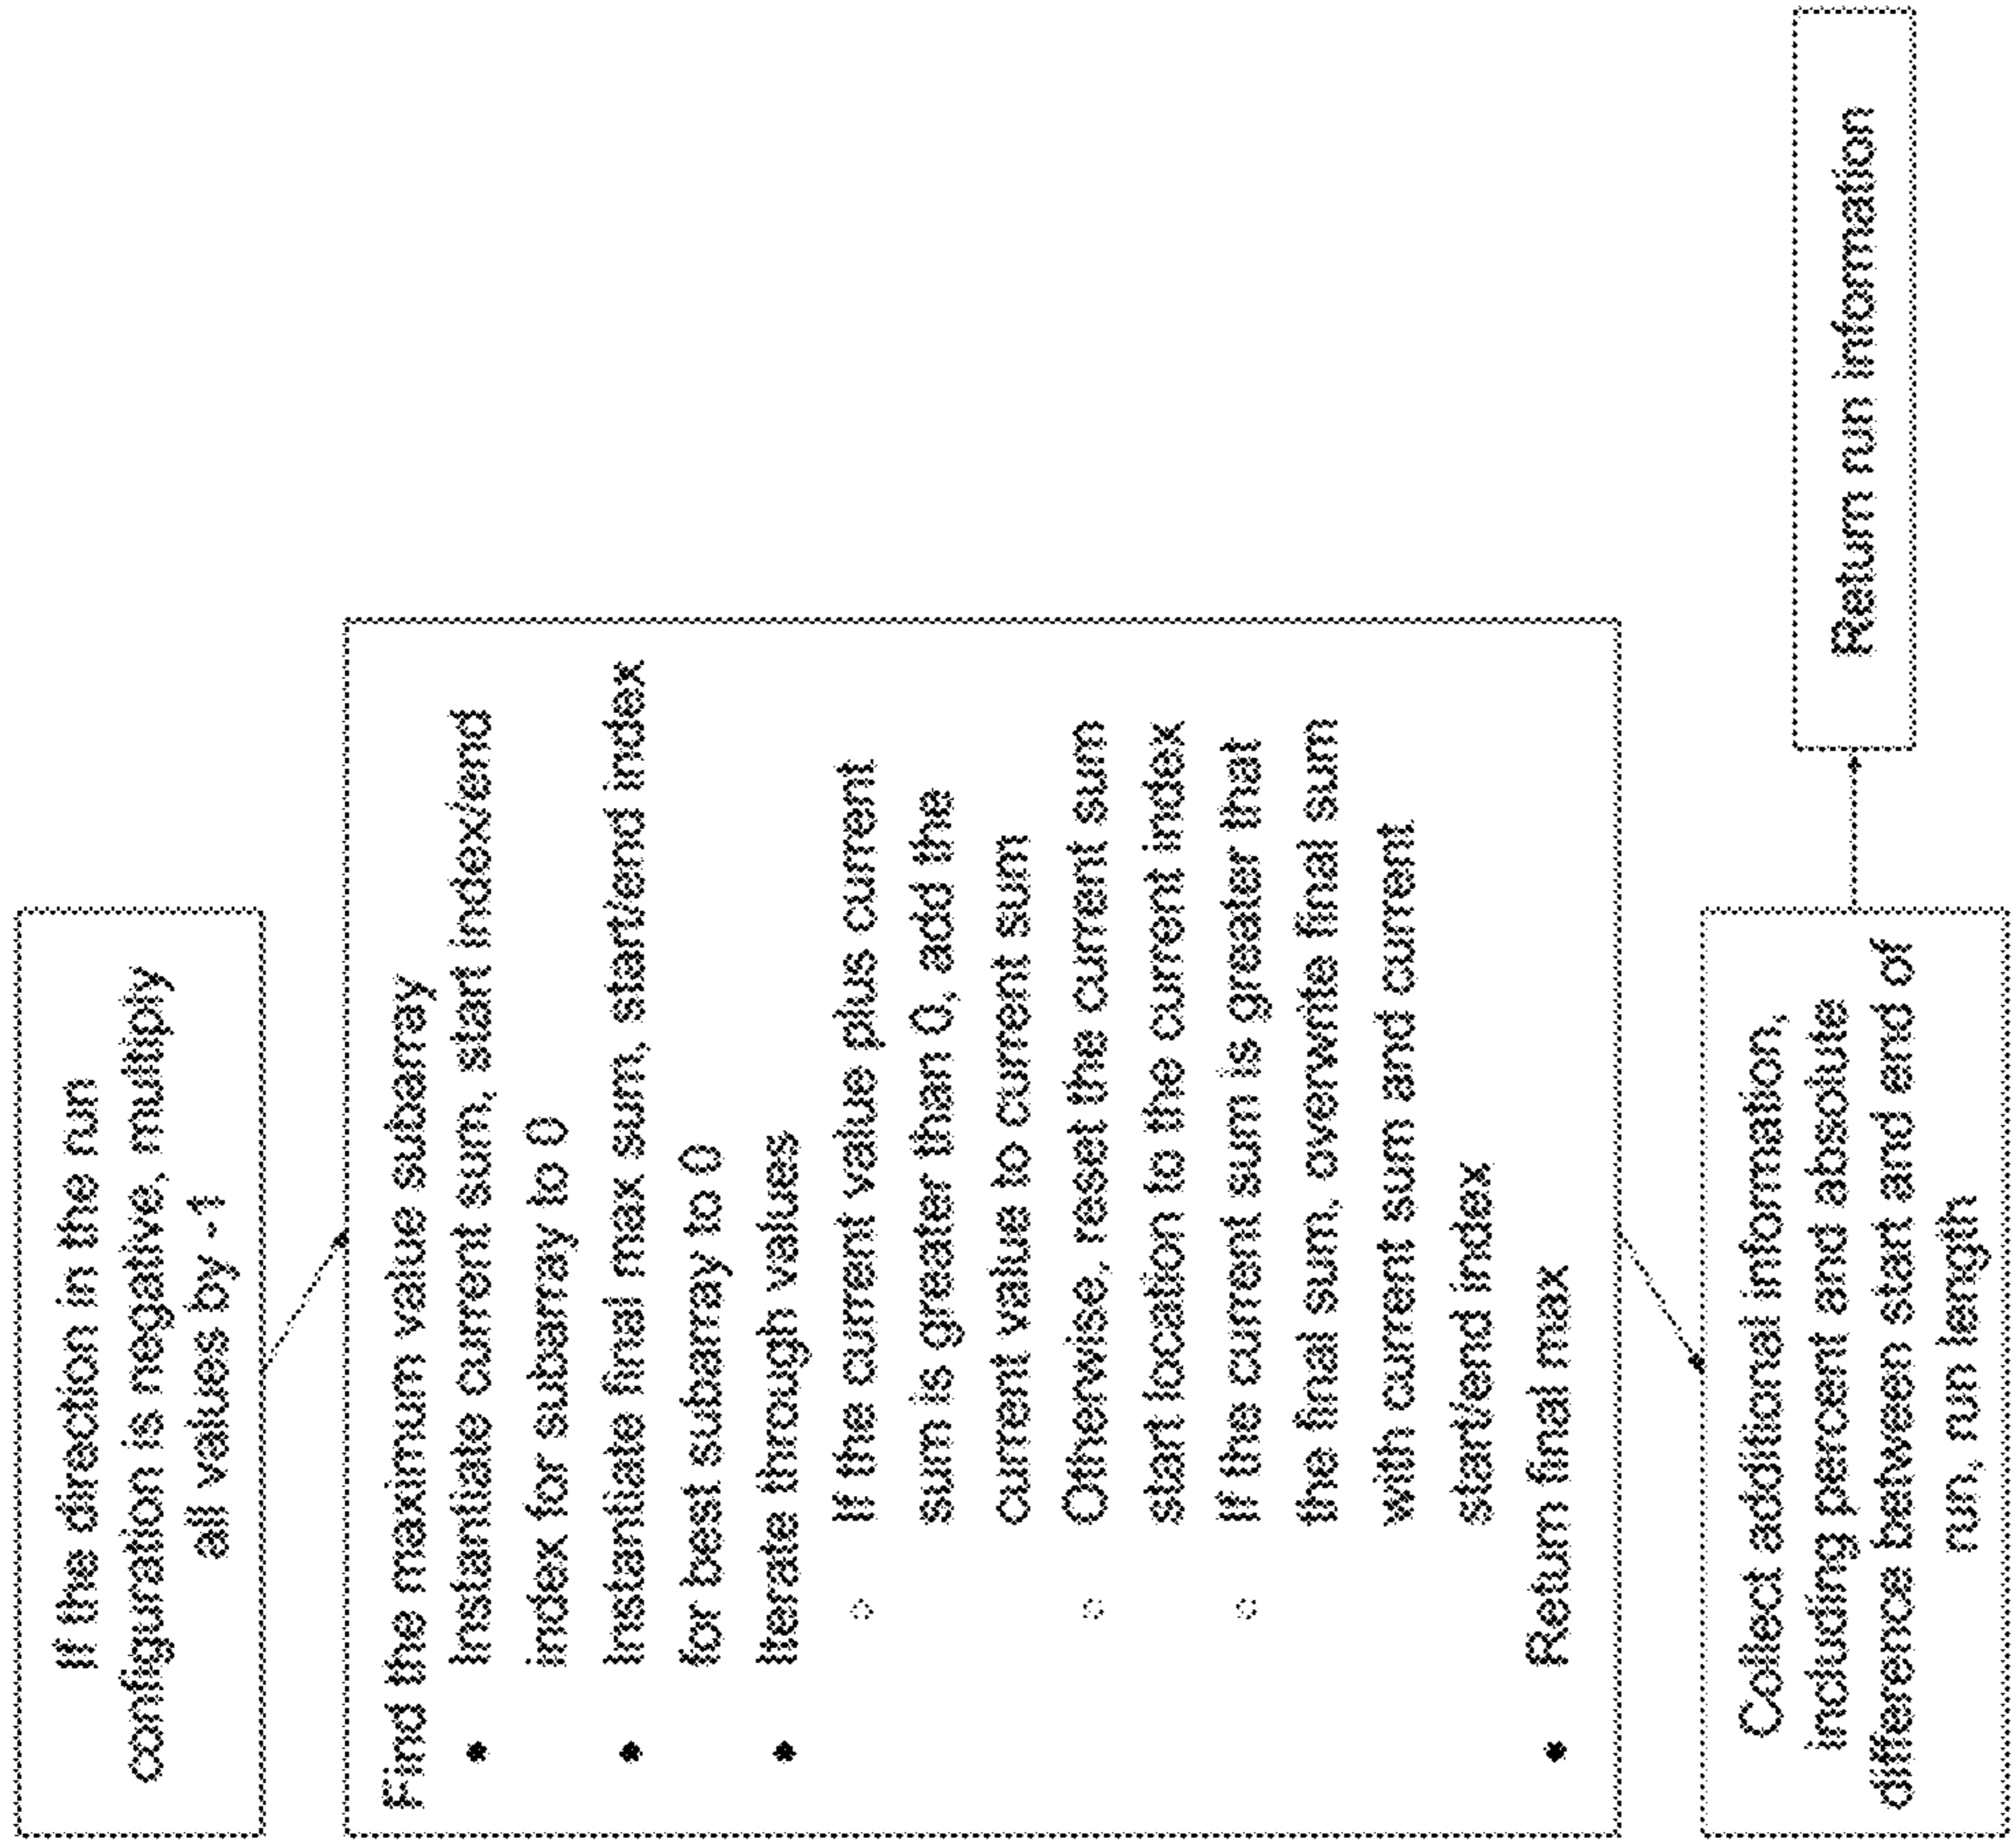 If the direction in the run
configuration is negative, multiply
all values by -1
Find the maximum value subarray
● Instantiate current sum, start index/end
index for subarray to 0
● Instantiate final max sum, start/end index
for best subarray to 0
● Iterate through values
○ If the current value plus current
sum is greater than 0, add the
current value to current sum
○ Otherwise, reset the current sum
start location to the current index
○ If the current sum is greater that
the final sum, overwrite final sum
with current sum and current
start/end index
● Return final max
Collect additional information,
including percent and absolute
difference between start and end of
run, run length
Return run information